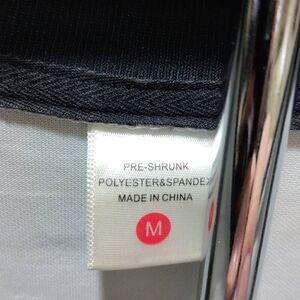 PRE-SHRUNK
POLYESTER&SPANDEX
MADE IN CHINA
M